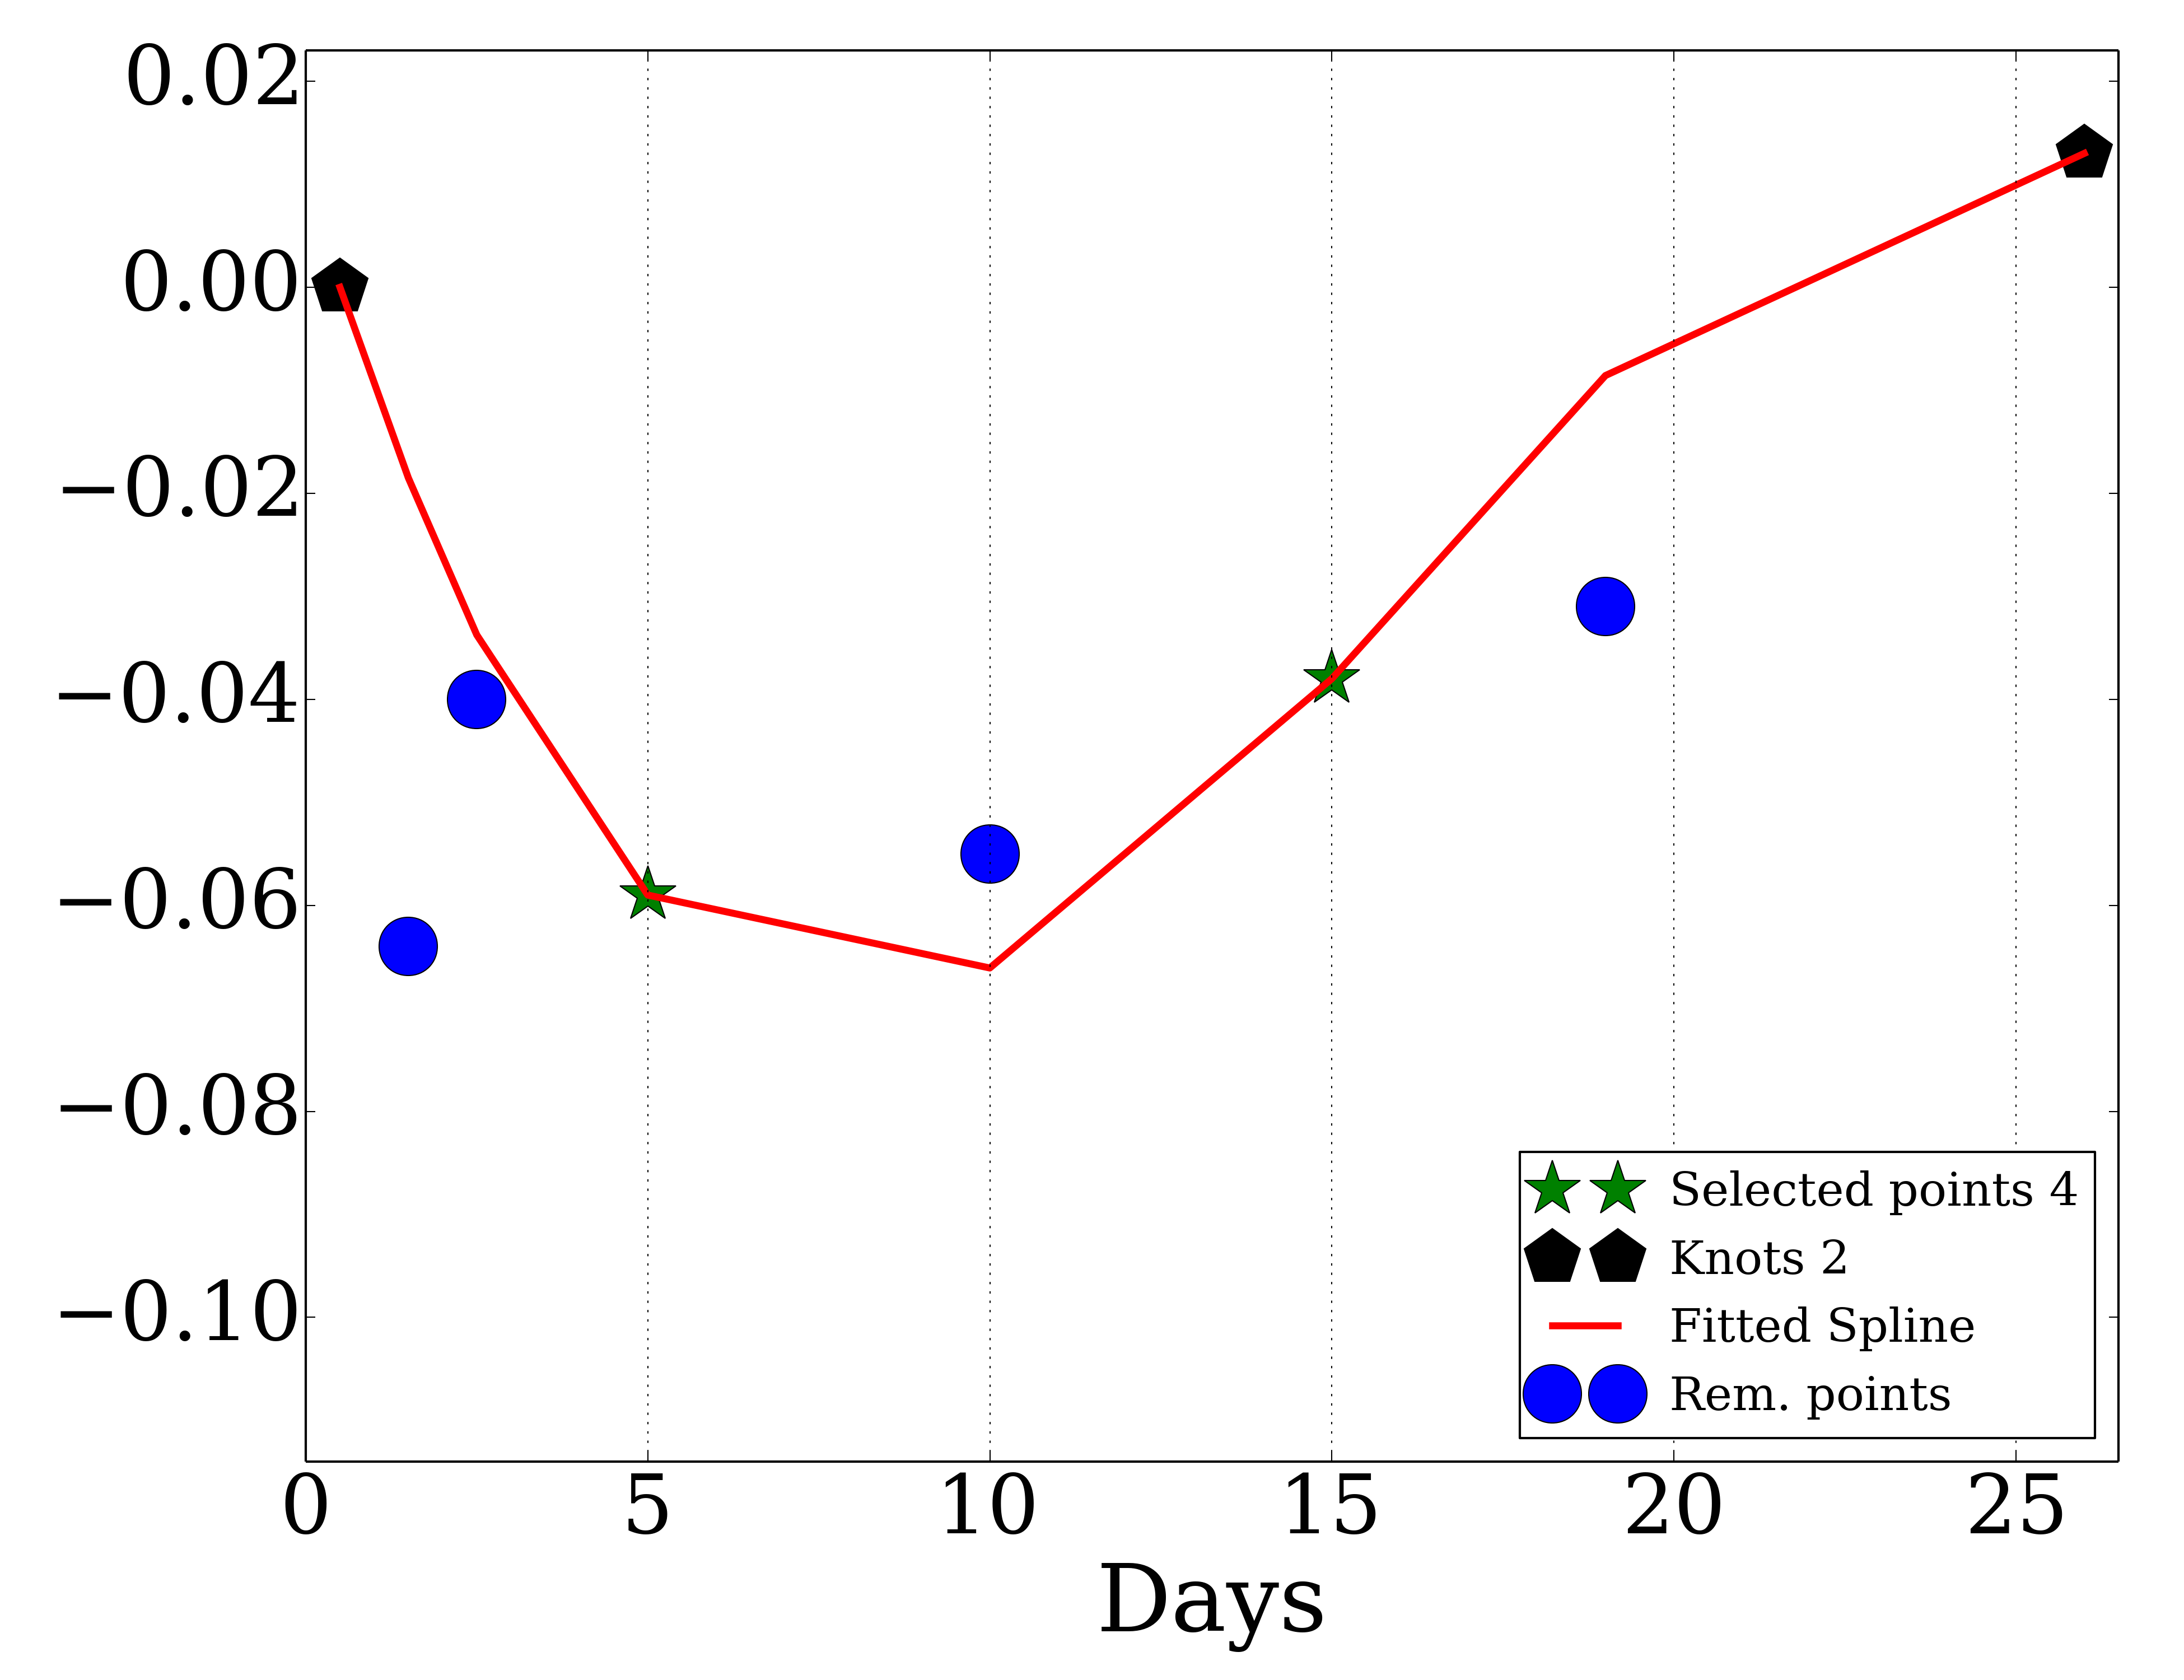 0.02
0.00
−0.02
−0.04
−0.06
−0.08
−0.10
Selected points 4
Knots 2
Fitted Spline
Rem. points
0 5 10 15 20 25
Days